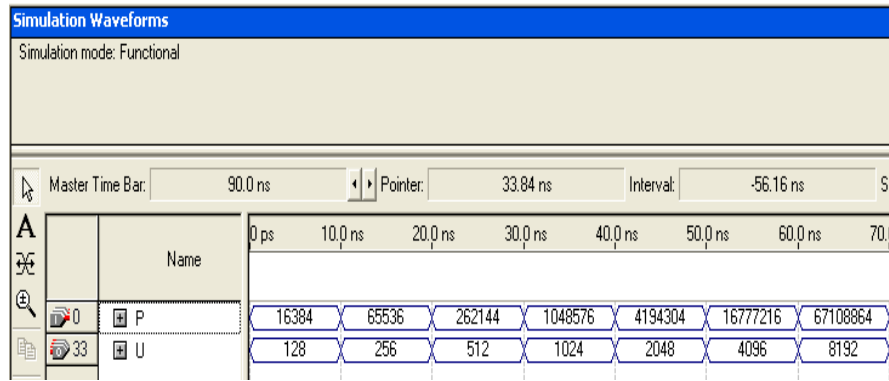 Simulation Waveforms
Simulation mode: Functional
Master Time Bar: 90.0 ns Pointer: 33.84 ns Interval: -56.16 ns S
A
Name
0 ps 10.0 ns 20.0 ns 30.0 ns 40.0 ns 50.0 ns 60.0 ns 70.
0 P 16384 65536 262144 1048576 4194304 16777216 67108864
33 U 128 256 512 1024 2048 4096 8192